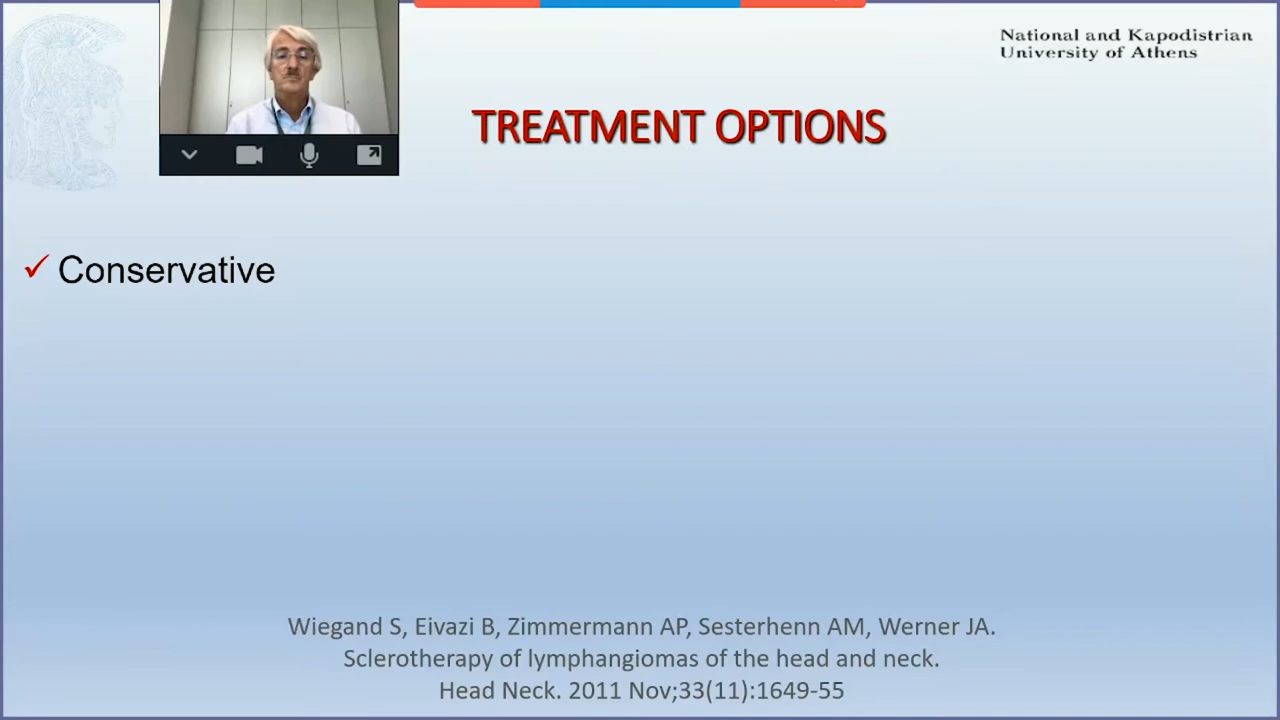 National and Kapodistrian
University of Athens
TREATMENT OPTIONS
Conservative
Wiegand S, Eivazi B, Zimmermann AP, Sesterhenn AM, Werner JA.
Sclerotherapy of lymphangiomas of the head and neck.
Head Neck. 2011 Nov;33(11):1649-55